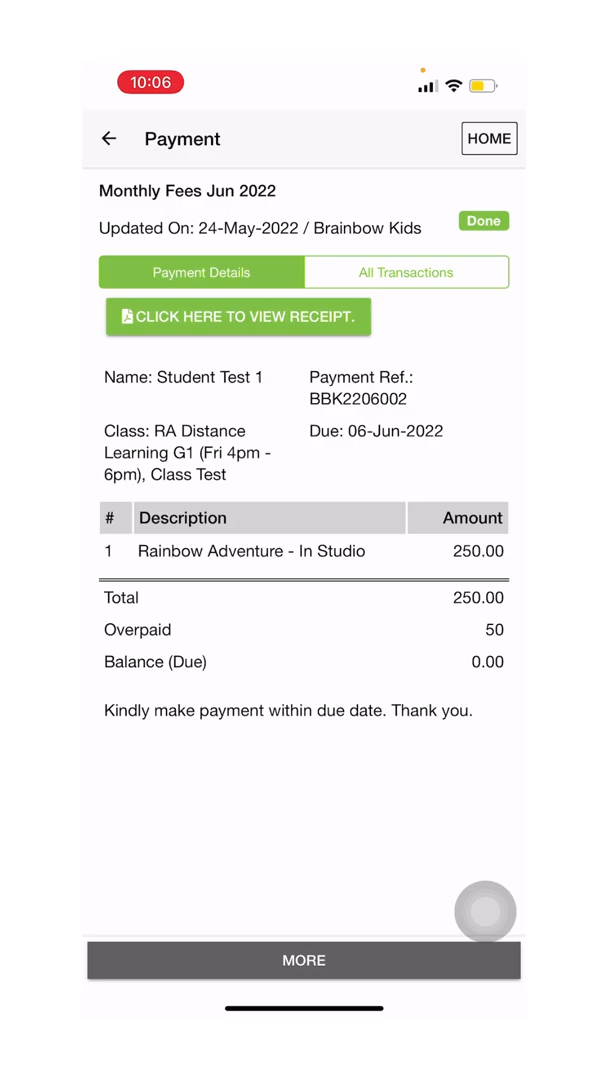 10:06
Payment
HOME
Monthly Fees Jun 2022
Updated On: 24-May-2022 / Brainbow Kids
Done
Payment Details
All Transactions
CLICK HERE TO VIEW RECEIPT.
Name: Student Test 1
Payment Ref.:
BBK2206002
Class: RA Distance
Learning G1 (Fri 4pm -
6pm), Class Test
Due: 06-Jun-2022
# Description Amount
1 Rainbow Adventure - In Studio 250.00
Total 250.00
Overpaid 50
Balance (Due) 0.00
Kindly make payment within due date. Thank you.
MORE